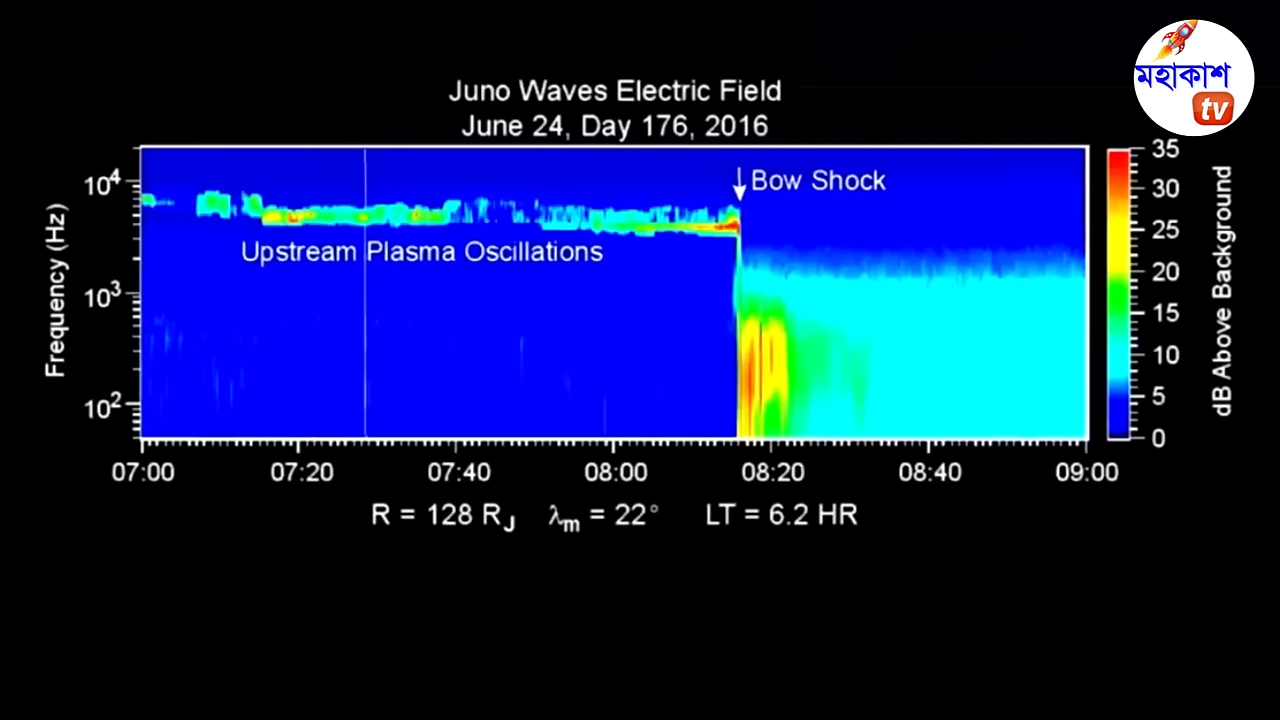 মহাকাশ
tv
Juno Waves Electric Field
June 24, Day 176, 2016
Frequency (Hz)
10⁴
10³
10²
Bow Shock
Upstream Plasma Oscillations
07:00 07:20 07:40 08:00 08:20 08:40 09:00
35
30
25
20
15
10
5
0
dB Above Background
R = 128 R_J λ_m = 22° LT = 6.2 HR